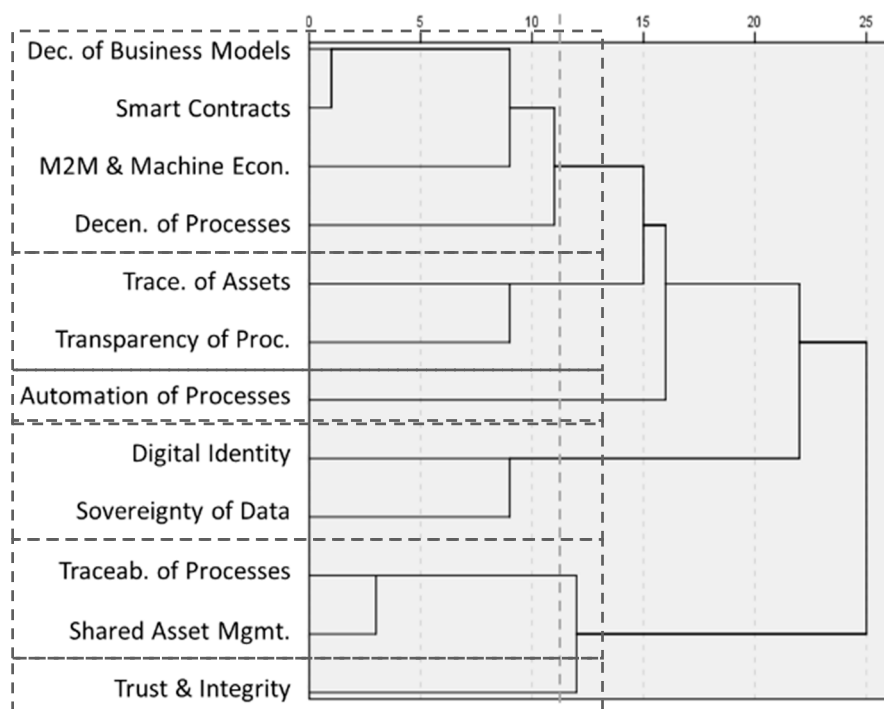 0 5 10 15 20 25
Dec. of Business Models
Smart Contracts
M2M & Machine Econ.
Decen. of Processes
Trace. of Assets
Transparency of Proc.
Automation of Processes
Digital Identity
Sovereignty of Data
Traceab. of Processes
Shared Asset Mgmt.
Trust & Integrity